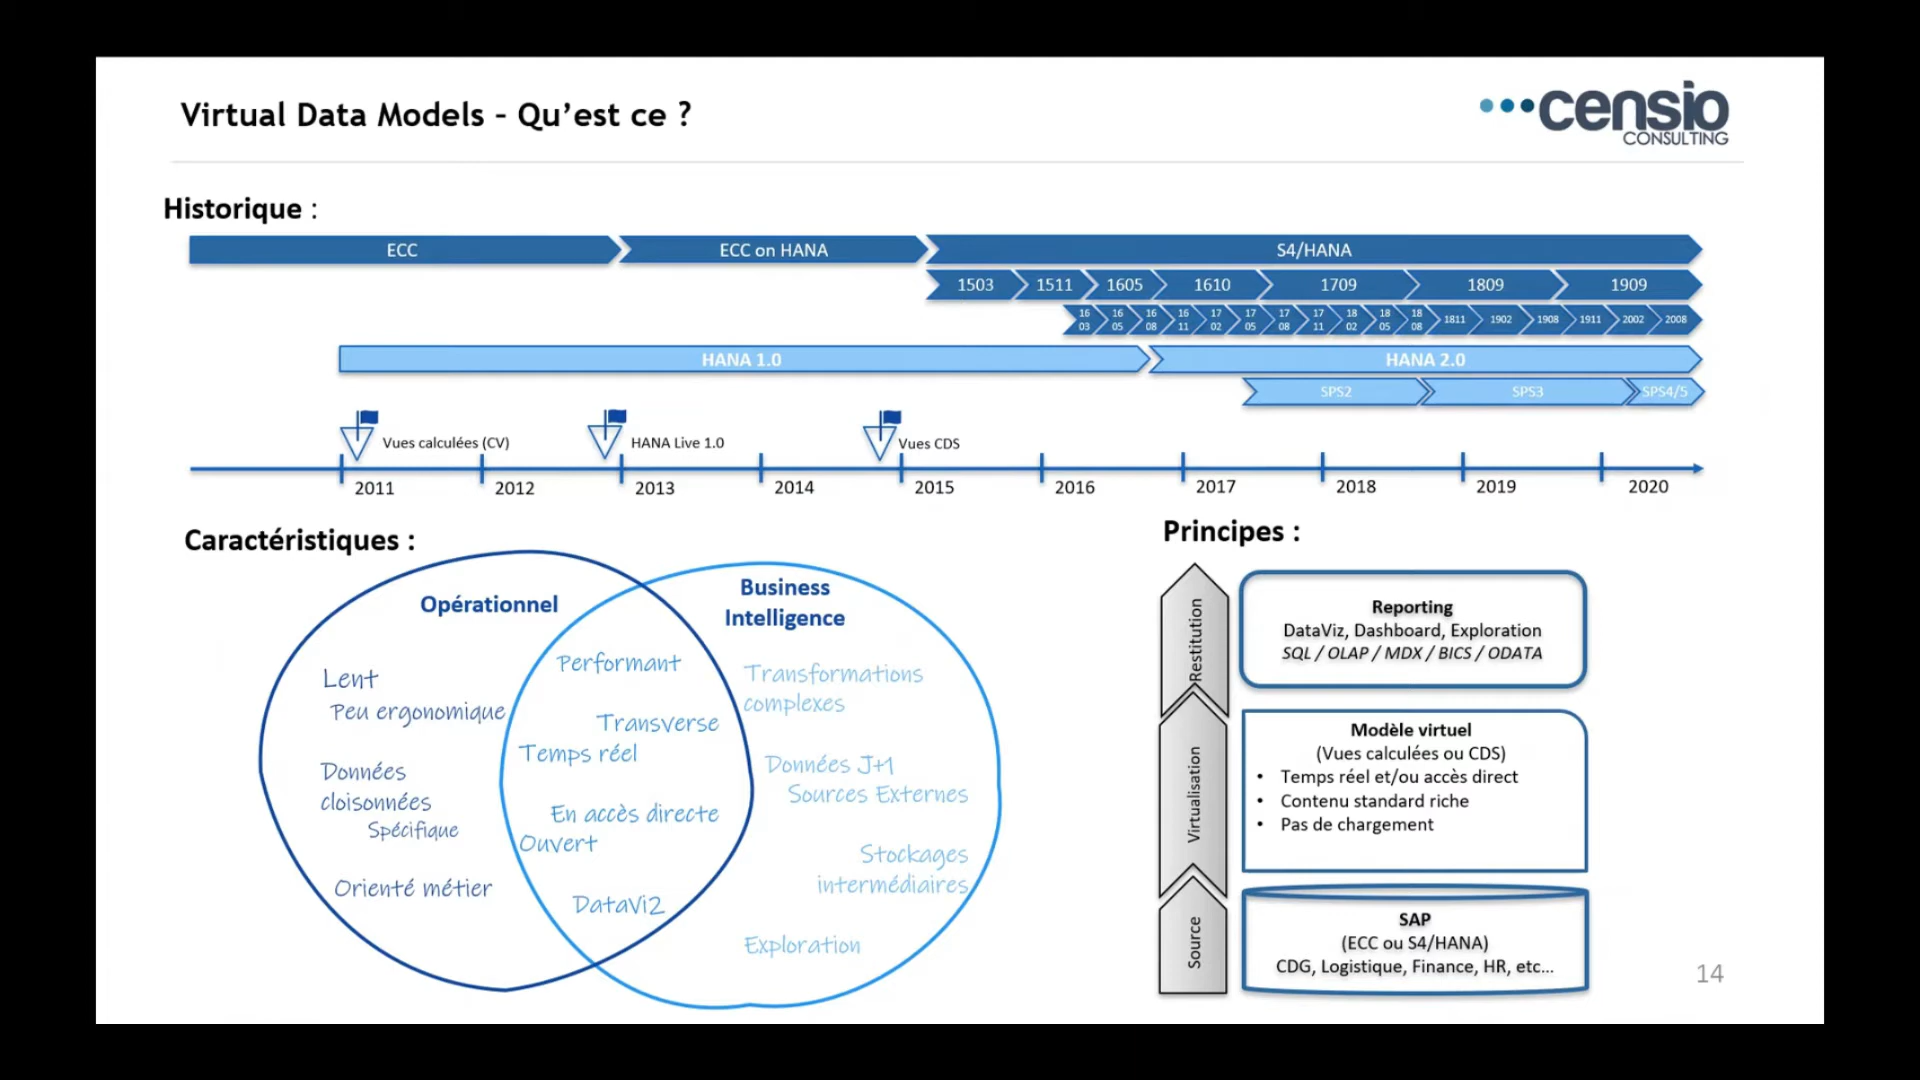 Virtual Data Models – Qu’est ce ?
censio
CONSULTING
Historique :
ECC
ECC on HANA
S4/HANA
1503
1511
1605
1610
1709
1809
1909
16
03
16
05
16
08
16
11
17
02
17
05
17
08
17
11
18
02
18
05
18
08
1811
1902
1908
1911
2002
2008
HANA 1.0
HANA 2.0
SPS2
SPS3
SPS4/5
Vues calculées (CV)
HANA Live 1.0
Vues CDS
2011
2012
2013
2014
2015
2016
2017
2018
2019
2020
Caractéristiques :
Opérationnel
Lent
Peu ergonomique
Données
cloisonnées
Spécifique
Orienté métier
Performant
Transverse
Temps réel
En accès directe
Ouvert
DataViz
Business
Intelligence
Transformations
complexes
Données J+1
Sources Externes
Stockages
intermédiaires
Exploration
Principes :
Restitution
Reporting
DataViz, Dashboard, Exploration
SQL / OLAP / MDX / BICS / ODATA
Virtualisation
Modèle virtuel
(Vues calculées ou CDS)
• Temps réel et/ou accès direct
• Contenu standard riche
• Pas de chargement
Source
SAP
(ECC ou S4/HANA)
CDG, Logistique, Finance, HR, etc...
14